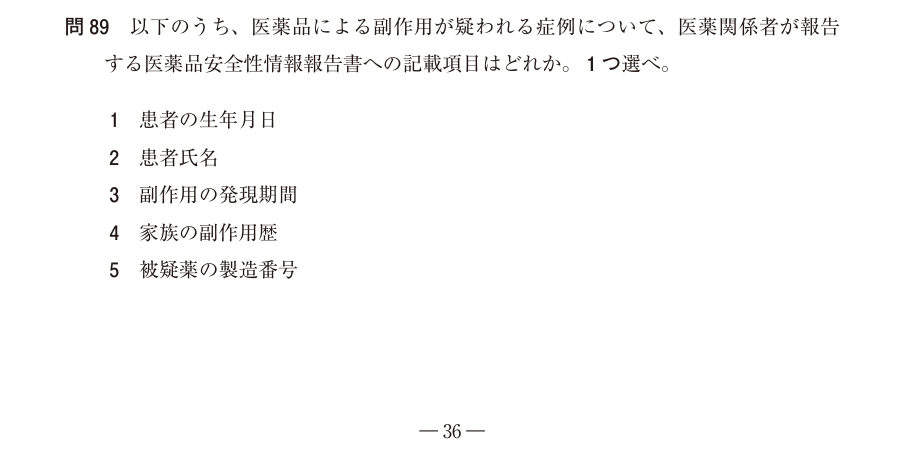 問 89　以下のうち、医薬品による副作用が疑われる症例について、医薬関係者が報告
する医薬品安全性情報報告書への記載項目はどれか。1つ選べ。
1　患者の生年月日
2　患者氏名
3　副作用の発現期間
4　家族の副作用歴
5　被疑薬の製造番号
― 36 ―